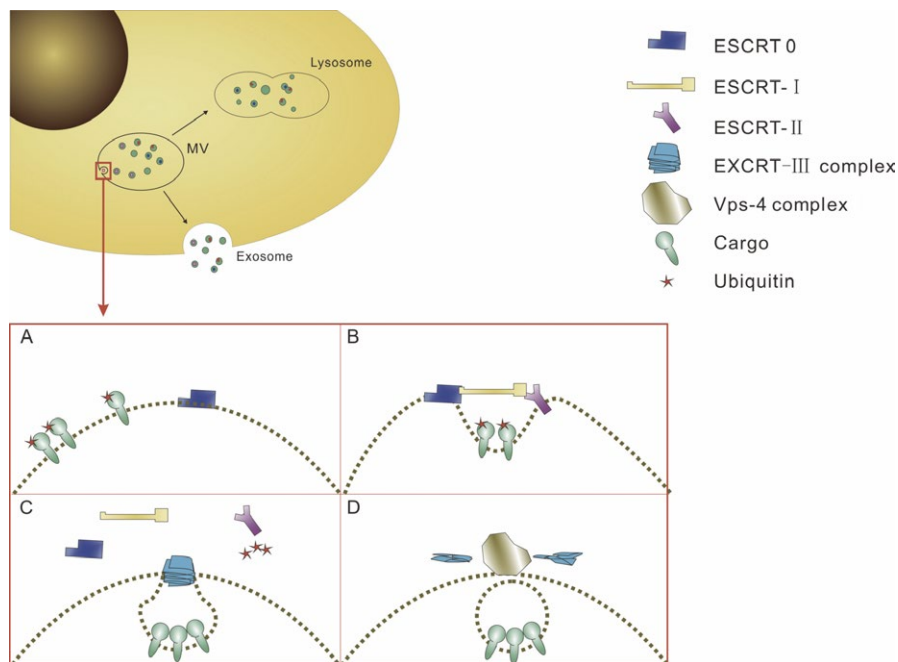 Lysosome
MV
Exosome
ESCRT 0
ESCRT-Ⅰ
ESCRT-Ⅱ
EXCRT-Ⅲ complex
Vps-4 complex
Cargo
Ubiquitin
A
B
C
D